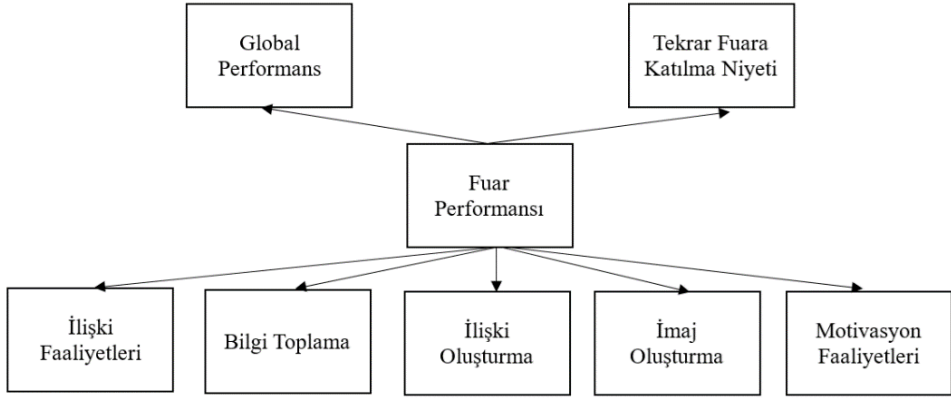 Global
Performans
Tekrar Fuara
Katılma Niyeti
Fuar
Performansı
İlişki
Faaliyetleri
Bilgi Toplama
İlişki
Oluşturma
İmaj
Oluşturma
Motivasyon
Faaliyetleri